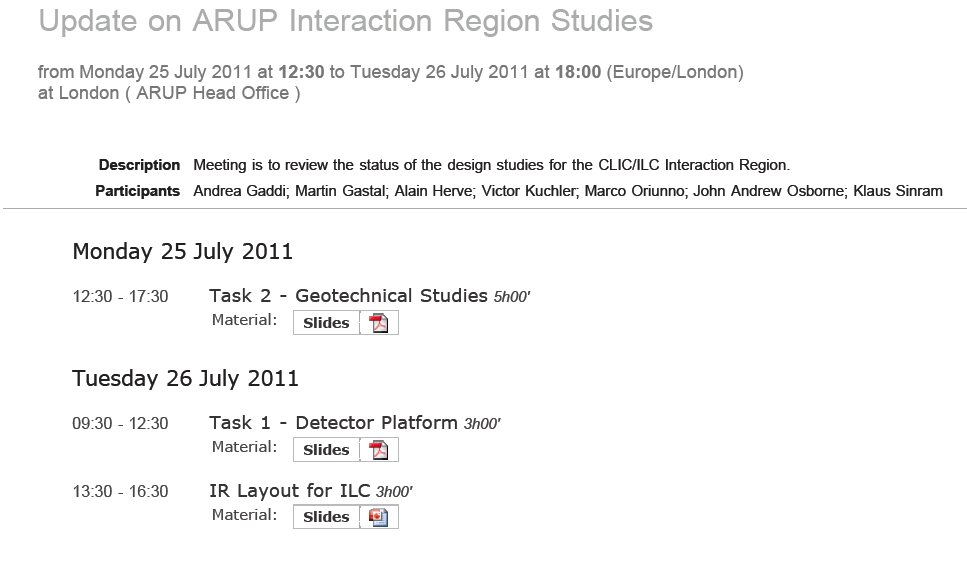 Update on ARUP Interaction Region Studies
from Monday 25 July 2011 at 12:30 to Tuesday 26 July 2011 at 18:00 (Europe/London)
at London ( ARUP Head Office )
Description Meeting is to review the status of the design studies for the CLIC/ILC Interaction Region.
Participants Andrea Gaddi; Martin Gastal; Alain Herve; Victor Kuchler; Marco Oriunno; John Andrew Osborne; Klaus Sinram
Monday 25 July 2011
12:30 - 17:30 Task 2 - Geotechnical Studies 5h00'
Material: Slides
Tuesday 26 July 2011
09:30 - 12:30 Task 1 - Detector Platform 3h00'
Material: Slides
13:30 - 16:30 IR Layout for ILC 3h00'
Material: Slides